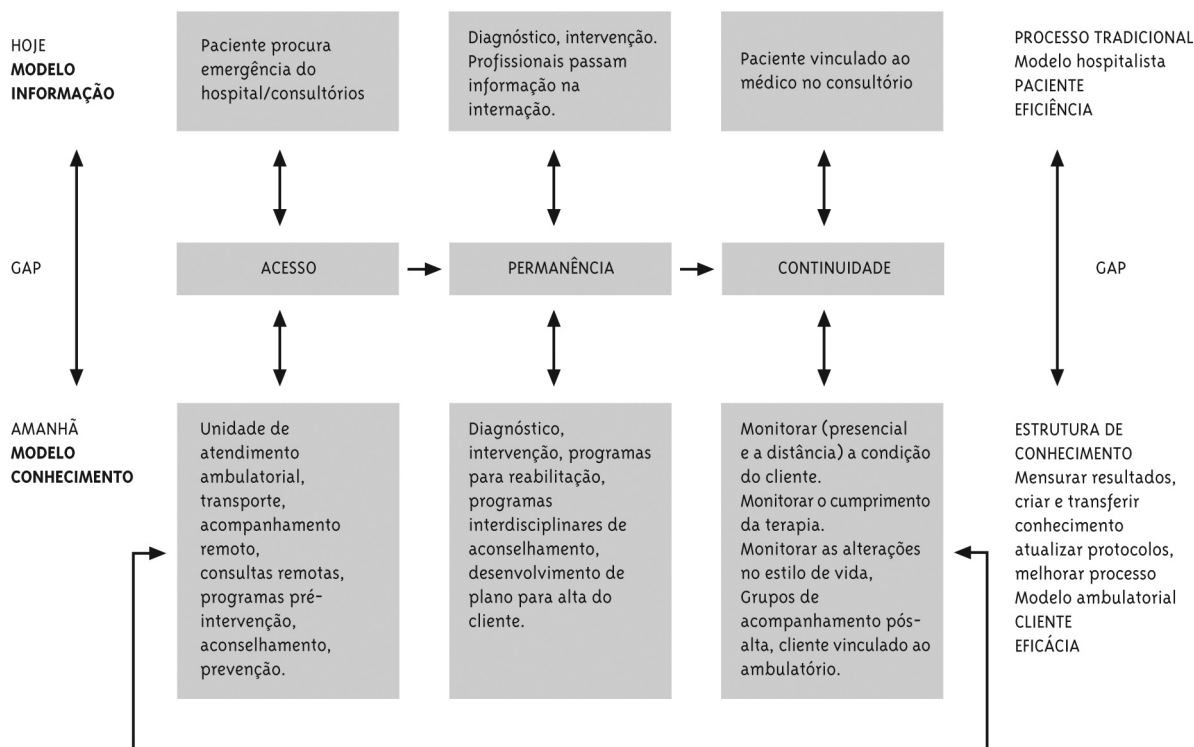 HOJE
MODELO
INFORMAÇÃO
Paciente procura
emergência do
hospital/consultórios
Diagnóstico, intervenção.
Profissionais passam
informação na
internação.
Paciente vinculado ao
médico no consultório
PROCESSO TRADICIONAL
Modelo hospitalista
PACIENTE
EFICIÊNCIA
GAP
ACESSO
PERMANÊNCIA
CONTINUIDADE
GAP
AMANHÃ
MODELO
CONHECIMENTO
Unidade de
atendimento
ambulatorial,
transporte,
acompanhamento
remoto,
consultas remotas,
programas pré-
intervenção,
aconselhamento,
prevenção.
Diagnóstico,
intervenção, programas
para reabilitação,
programas
interdisciplinares de
aconselhamento,
desenvolvimento de
plano para alta do
cliente.
Monitorar (presencial
e a distância) a condição
do cliente.
Monitorar o cumprimento
da terapia.
Monitorar as alterações
no estilo de vida,
Grupos de
acompanhamento pós-
alta, cliente vinculado ao
ambulatório.
ESTRUTURA DE
CONHECIMENTO
Mensurar resultados,
criar e transferir
conhecimento
atualizar protocolos,
melhorar processo
Modelo ambulatorial
CLIENTE
EFICÁCIA